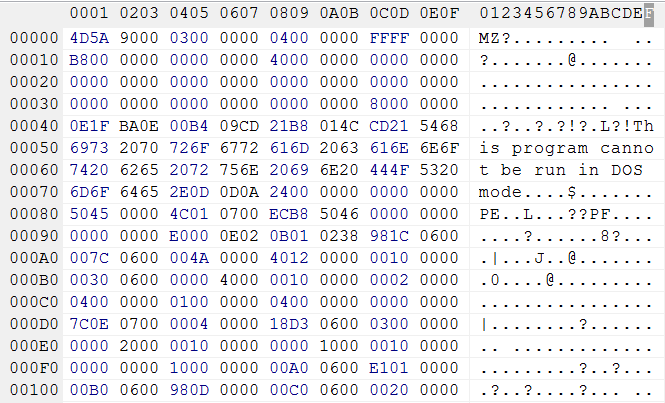 0001 0203 0405 0607 0809 0A0B 0C0D 0E0F 0123456789ABCDEF
00000 4D5A 9000 0300 0000 0400 0000 FFFF 0000 MZ?......... ..
00010 B800 0000 0000 0000 4000 0000 0000 0000 ?.......@.......
00020 0000 0000 0000 0000 0000 0000 0000 0000 ................
00030 0000 0000 0000 0000 0000 0000 8000 0000 ............ ...
00040 0E1F BA0E 00B4 09CD 21B8 014C CD21 5468 ..?..?.?!?.L?!Th
00050 6973 2070 726F 6772 616D 2063 616E 6E6F is program canno
00060 7420 6265 2072 756E 2069 6E20 444F 5320 t be run in DOS
00070 6D6F 6465 2E0D 0D0A 2400 0000 0000 0000 mode....$.......
00080 5045 0000 4C01 0700 ECB8 5046 0000 0000 PE..L...??PF....
00090 0000 0000 E000 0E02 0B01 0238 981C 0600 ....?......8?...
000A0 007C 0600 004A 0000 4012 0000 0010 0000 .|...J..@.......
000B0 0030 0600 0000 4000 0010 0000 0002 0000 .0....@.........
000C0 0400 0000 0100 0000 0400 0000 0000 0000 ................
000D0 7C0E 0700 0004 0000 18D3 0600 0300 0000 |........?......
000E0 0000 2000 0010 0000 0000 1000 0010 0000 .. .............
000F0 0000 0000 1000 0000 00A0 0600 E101 0000 .........?..?...
00100 00B0 0600 980D 0000 00C0 0600 0020 0000 .?..?....?... ..